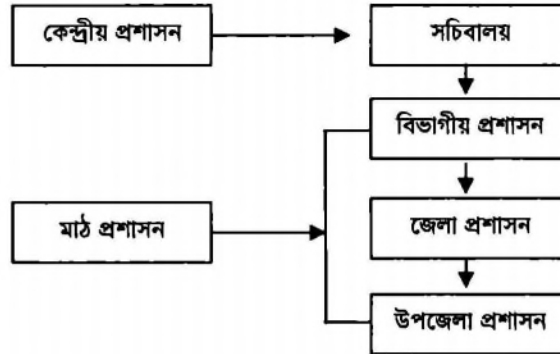 কেন্দ্রীয় প্রশাসন
সচিবালয়
বিভাগীয় প্রশাসন
মাঠ প্রশাসন
জেলা প্রশাসন
উপজেলা প্রশাসন